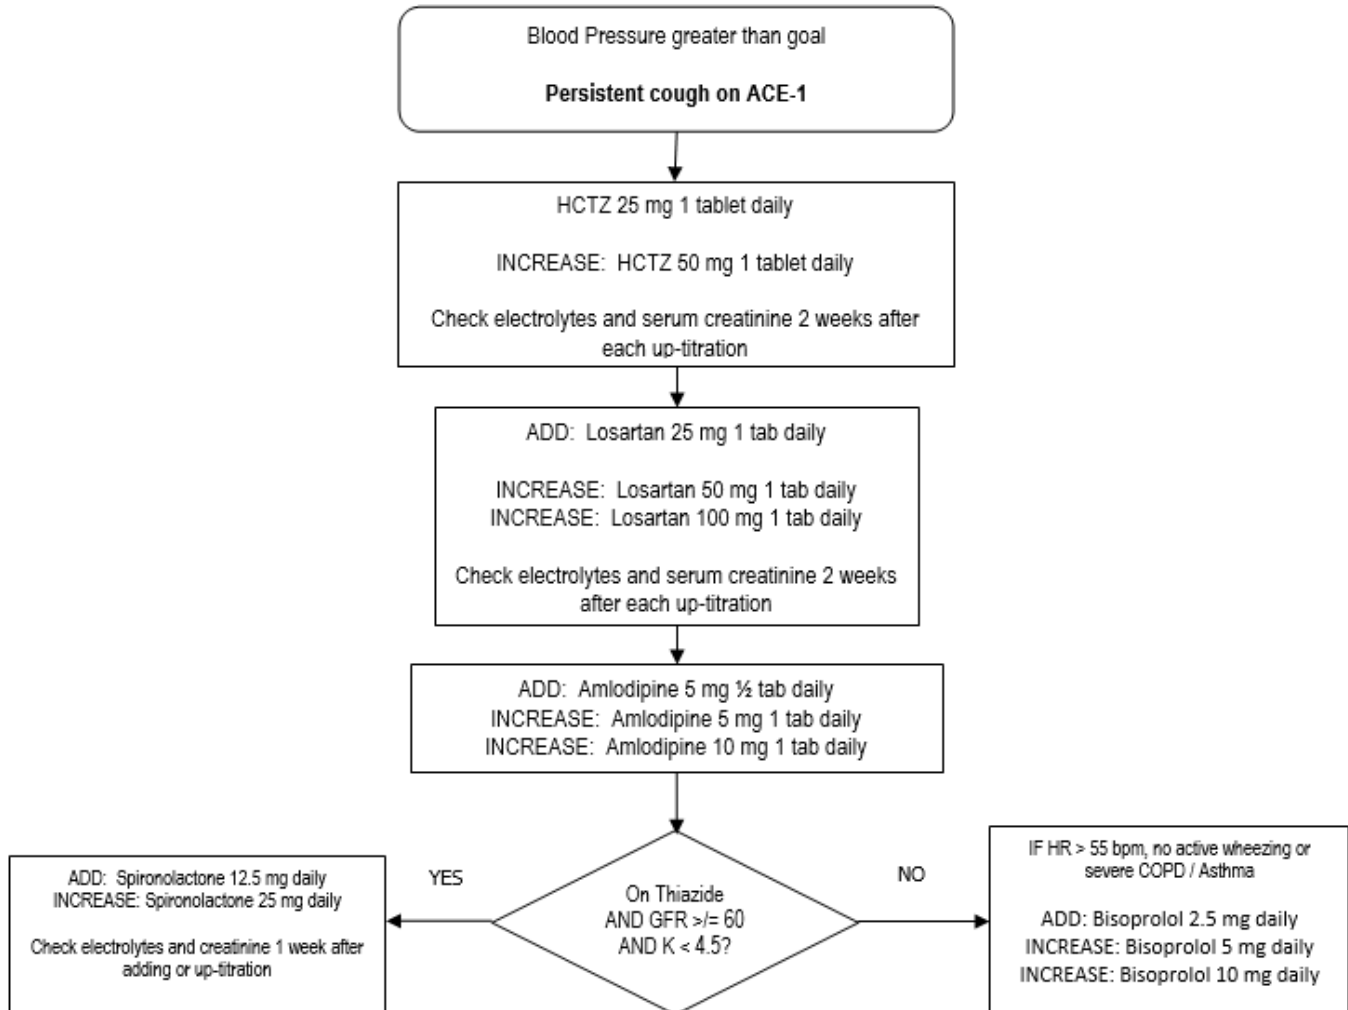 Blood Pressure greater than goal
Persistent cough on ACE-1
HCTZ 25 mg 1 tablet daily
INCREASE: HCTZ 50 mg 1 tablet daily
Check electrolytes and serum creatinine 2 weeks after
each up-titration
ADD: Losartan 25 mg 1 tab daily
INCREASE: Losartan 50 mg 1 tab daily
INCREASE: Losartan 100 mg 1 tab daily
Check electrolytes and serum creatinine 2 weeks
after each up-titration
ADD: Amlodipine 5 mg ½ tab daily
INCREASE: Amlodipine 5 mg 1 tab daily
INCREASE: Amlodipine 10 mg 1 tab daily
On Thiazide
AND GFR >/= 60
AND K < 4.5?
YES
ADD: Spironolactone 12.5 mg daily
INCREASE: Spironolactone 25 mg daily
Check electrolytes and creatinine 1 week after
adding or up-titration
NO
IF HR > 55 bpm, no active wheezing or
severe COPD / Asthma
ADD: Bisoprolol 2.5 mg daily
INCREASE: Bisoprolol 5 mg daily
INCREASE: Bisoprolol 10 mg daily